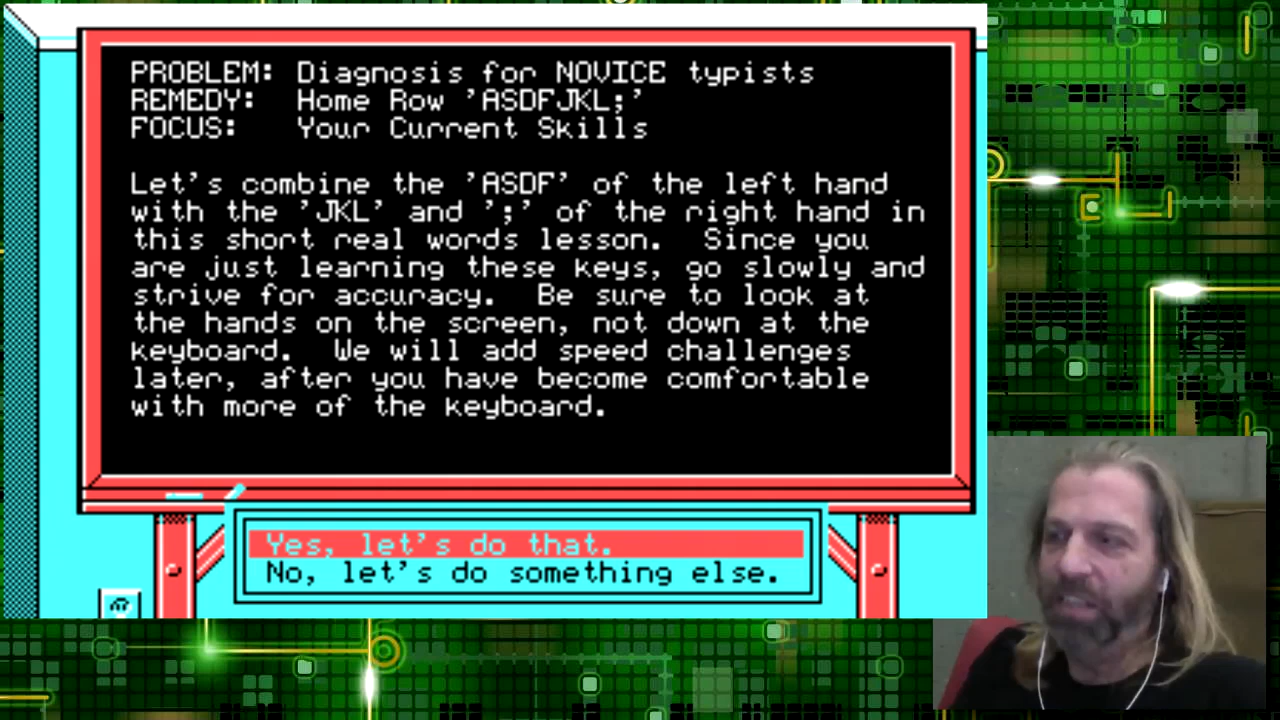 PROBLEM: Diagnosis for NOVICE typists
REMEDY: Home Row 'ASDFJKL;'
FOCUS: Your Current Skills
Let's combine the 'ASDF' of the left hand
with the 'JKL' and ';' of the right hand in
this short real words lesson. Since you
are just learning these keys, go slowly and
strive for accuracy. Be sure to look at
the hands on the screen, not down at the
keyboard. We will add speed challenges
later, after you have become comfortable
with more of the keyboard.
Yes, let's do that.
No, let's do something else.